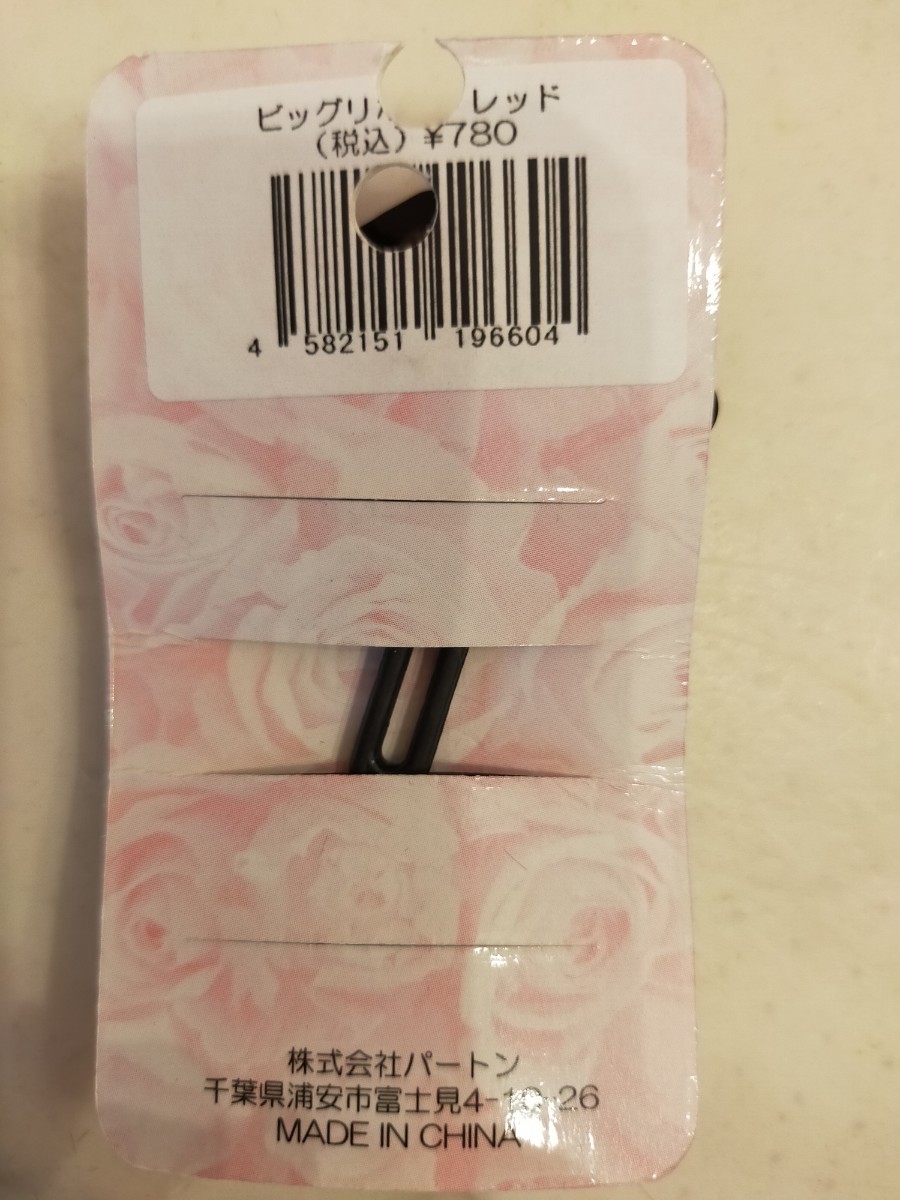 ビッグリ レッド
(税込) ¥780
4 582151 196604
株式会社パートン
千葉県浦安市富士見4-10-26
MADE IN CHINA